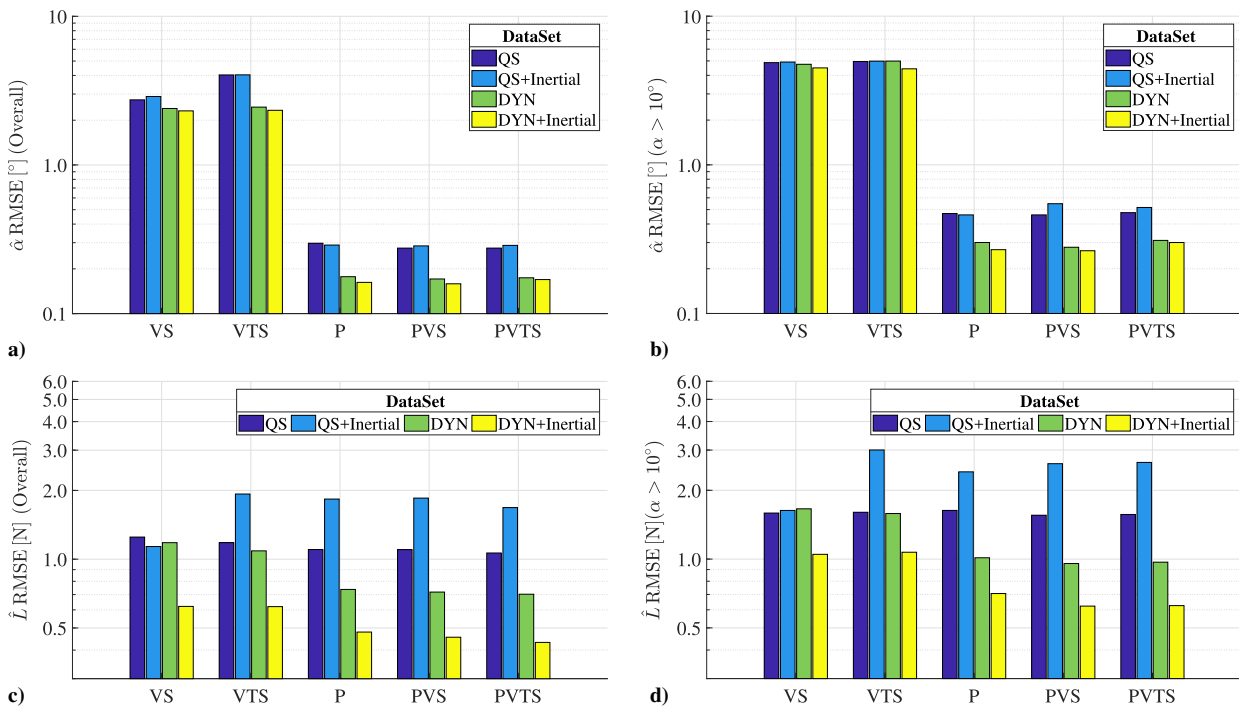 10
1.0
0.1
α̂ RMSE [°] (Overall)
DataSet
QS
QS+Inertial
DYN
DYN+Inertial
VS VTS P PVS PVTS
a)
10
1.0
0.1
α̂ RMSE [°] (α > 10°)
DataSet
QS
QS+Inertial
DYN
DYN+Inertial
VS VTS P PVS PVTS
b)
6.0
5.0
4.0
3.0
2.0
1.0
0.5
L̂ RMSE [N] (Overall)
DataSet
QS QS+Inertial DYN DYN+Inertial
VS VTS P PVS PVTS
c)
6.0
5.0
4.0
3.0
2.0
1.0
0.5
L̂ RMSE [N](α > 10°)
DataSet
QS QS+Inertial DYN DYN+Inertial
VS VTS P PVS PVTS
d)